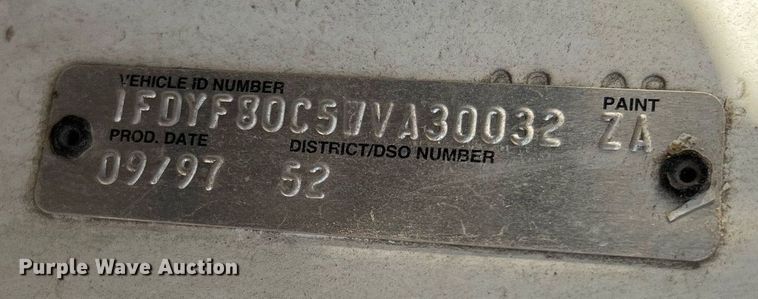 VEHICLE ID NUMBER PAINT
1FDYF80C5WVA30032 ZA
PROD. DATE DISTRICT/DSO NUMBER
09/97 52
Purple Wave Auction